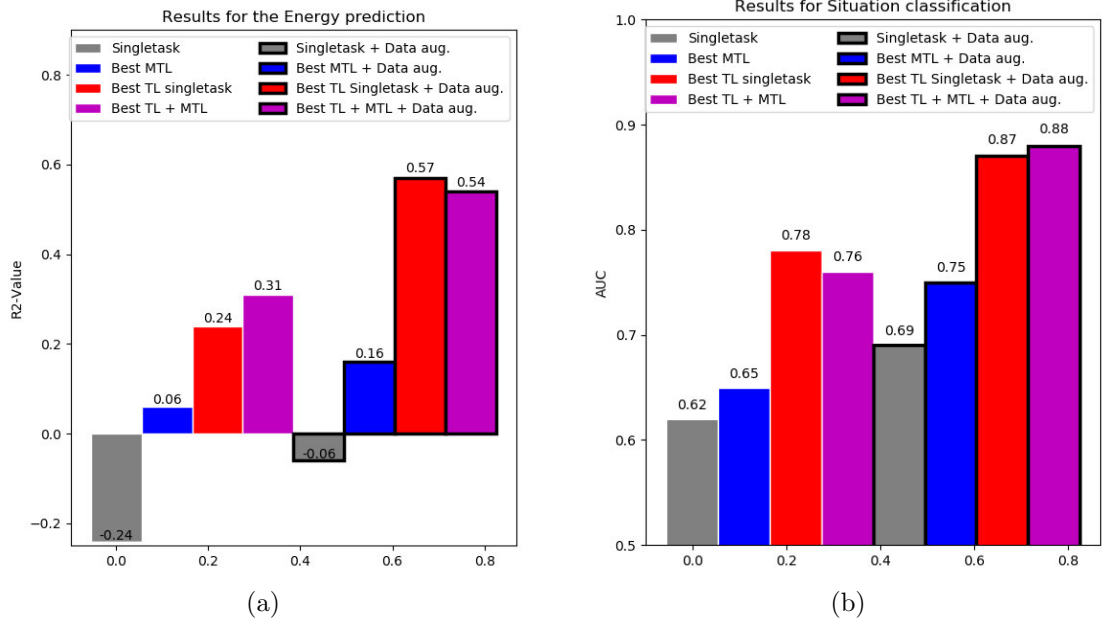 Results for the Energy prediction
Singletask
Best MTL
Best TL singletask
Best TL + MTL
Singletask + Data aug.
Best MTL + Data aug.
Best TL Singletask + Data aug.
Best TL + MTL + Data aug.
R2-Value
0.8
0.6
0.4
0.2
0.0
−0.2
-0.24
0.06
0.24
0.31
-0.06
0.16
0.57
0.54
0.0 0.2 0.4 0.6 0.8
(a)
Results for Situation classification
Singletask
Best MTL
Best TL singletask
Best TL + MTL
Singletask + Data aug.
Best MTL + Data aug.
Best TL Singletask + Data aug.
Best TL + MTL + Data aug.
AUC
1.0
0.9
0.8
0.7
0.6
0.5
0.62
0.65
0.78
0.76
0.69
0.75
0.87
0.88
0.0 0.2 0.4 0.6 0.8
(b)